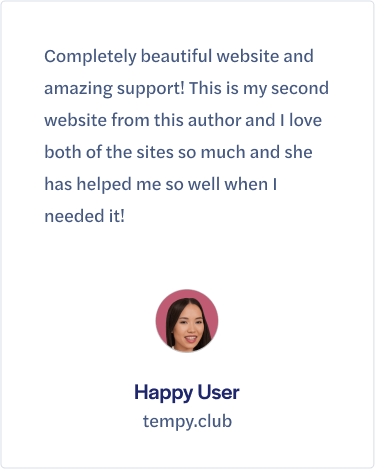 Completely beautiful website and
amazing support! This is my second
website from this author and I love
both of the sites so much and she
has helped me so well when I
needed it!
Happy User
tempy.club